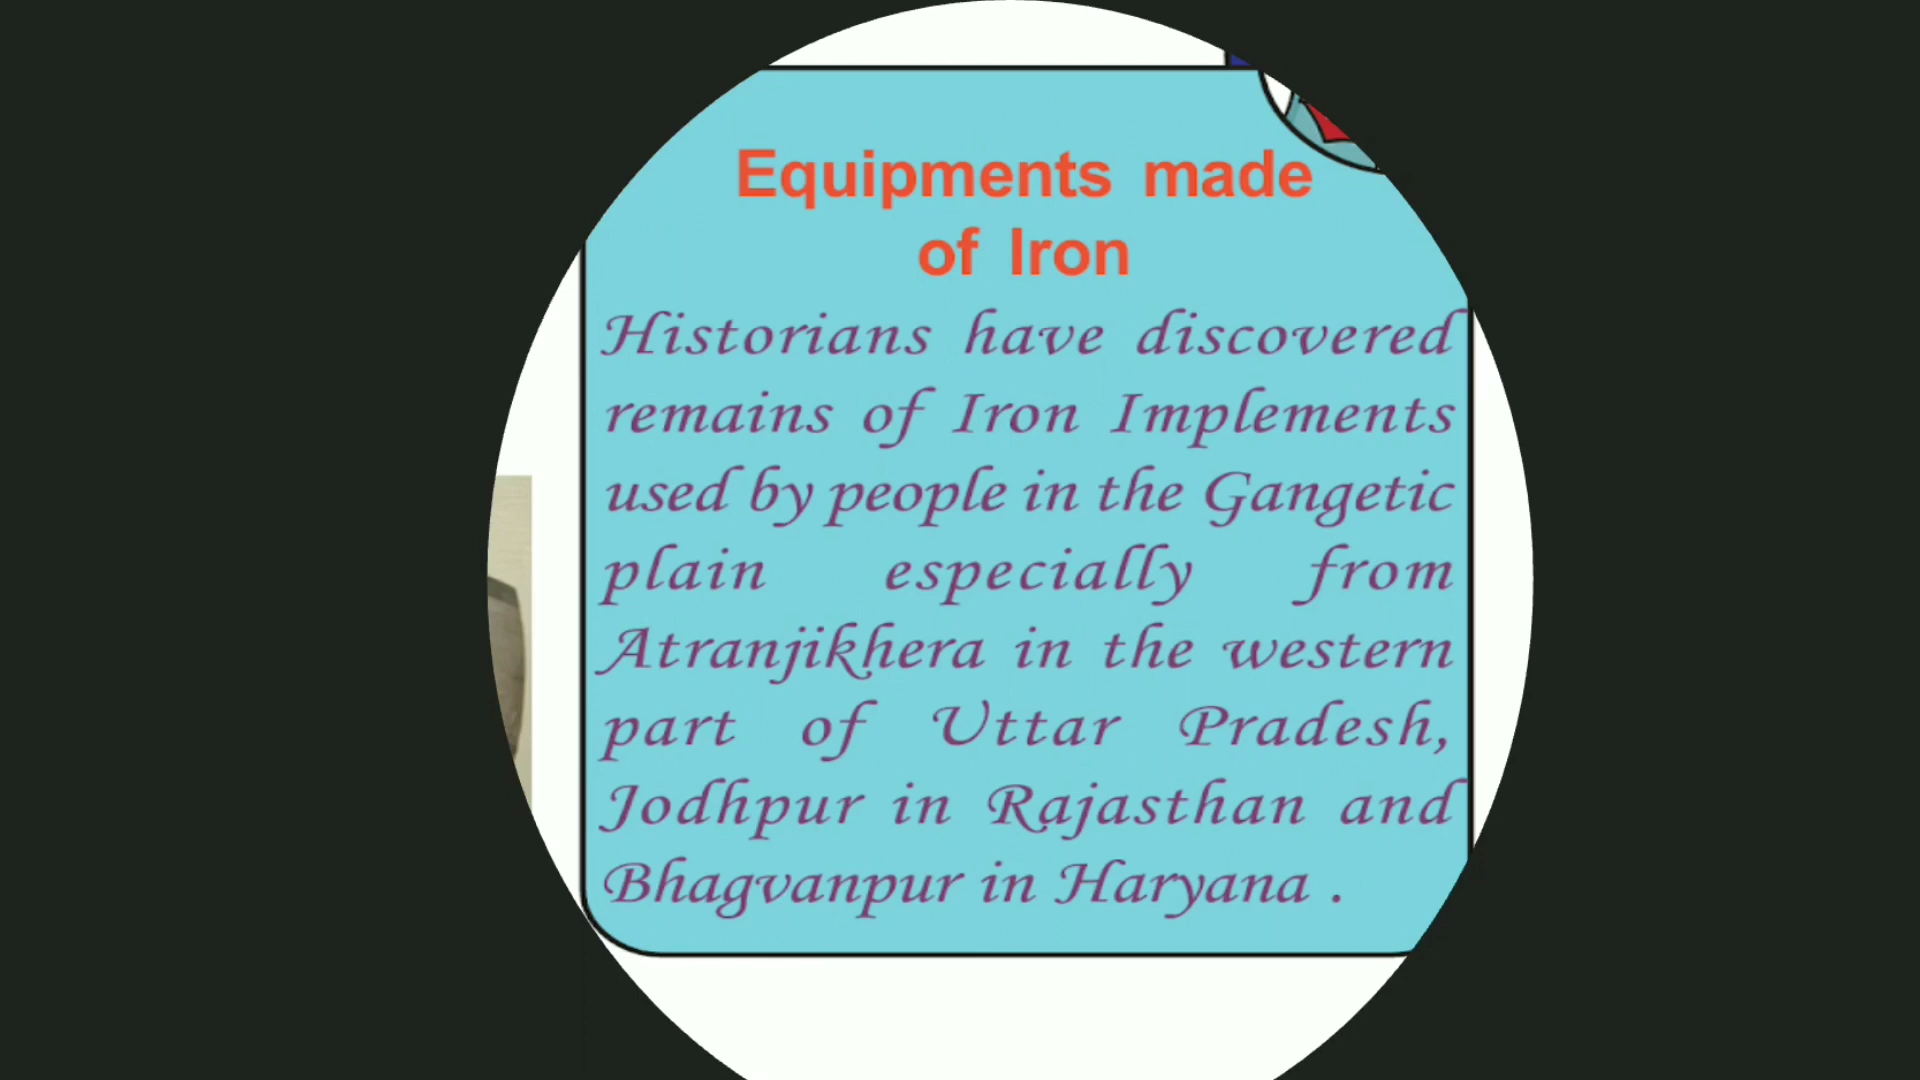 Equipments made
of Iron
Historians have discovered
remains of Iron Implements
used by people in the Gangetic
plain especially from
Atranjikhera in the western
part of Uttar Pradesh,
Jodhpur in Rajasthan and
Bhagvanpur in Haryana .